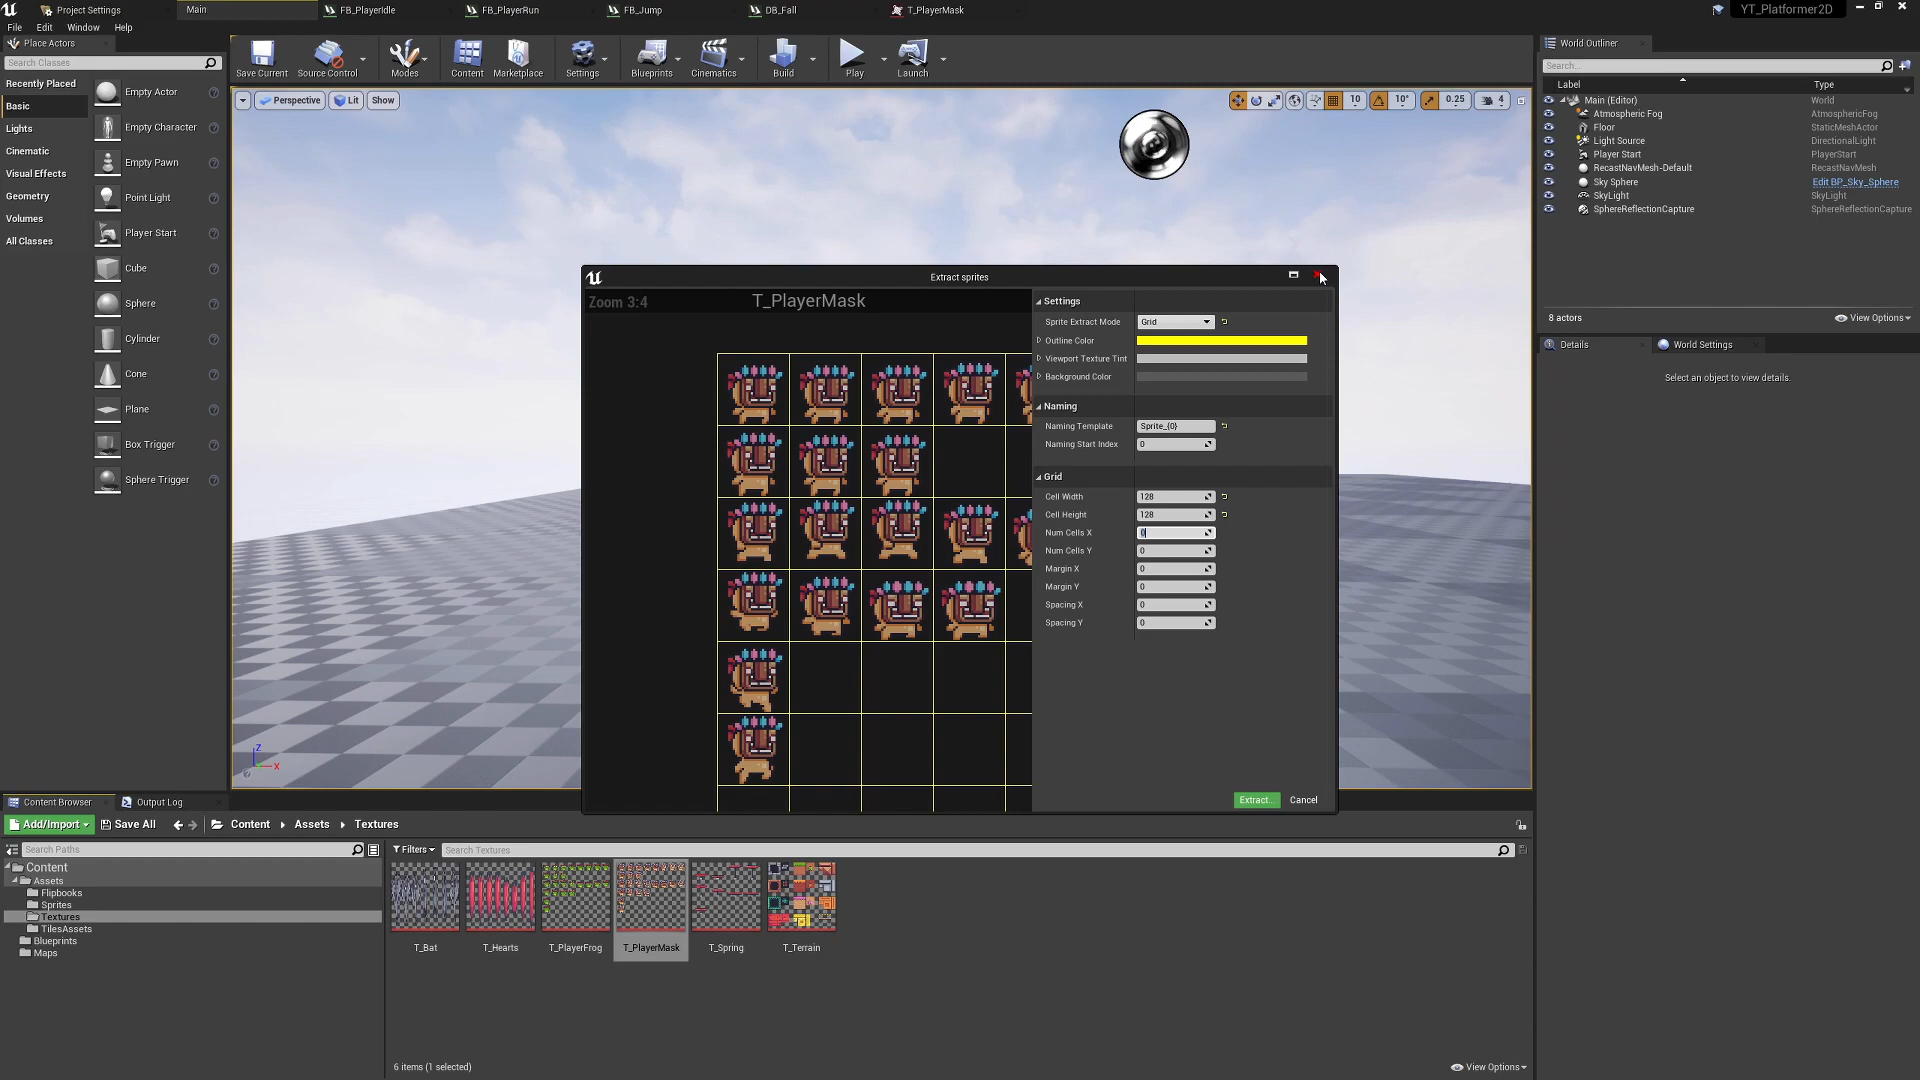 Project Settings
Main
FB_PlayerIdle
FB_PlayerRun
FB_Jump
DB_Fall
T_PlayerMask
YT_Platformer2D
File Edit Window Help
Place Actors
Search Classes
Recently Placed
Basic
Lights
Cinematic
Visual Effects
Geometry
Volumes
All Classes
Empty Actor
Empty Character
Empty Pawn
Point Light
Player Start
Cube
Sphere
Cylinder
Cone
Plane
Box Trigger
Sphere Trigger
Save Current
Source Control
Modes
Content
Marketplace
Settings
Blueprints
Cinematics
Build
Play
Launch
Perspective
Lit
Show
10
10°
0.25
4
Z
X
Extract sprites
Zoom 3:4
T_PlayerMask
Settings
Sprite Extract Mode Grid
Outline Color
Viewport Texture Tint
Background Color
Naming
Naming Template Sprite_{0}
Naming Start Index 0
Grid
Cell Width 128
Cell Height 128
Num Cells X 0
Num Cells Y 0
Margin X 0
Margin Y 0
Spacing X 0
Spacing Y 0
Extract...
Cancel
World Outliner
Search...
Label Type
Main (Editor) World
Atmospheric Fog AtmosphericFog
Floor StaticMeshActor
Light Source DirectionalLight
Player Start PlayerStart
RecastNavMesh-Default RecastNavMesh
Sky Sphere Edit BP_Sky_Sphere
SkyLight SkyLight
SphereReflectionCapture SphereReflectionCapture
8 actors
View Options
Details
World Settings
Select an object to view details.
Content Browser
Output Log
Add/Import
Save All
Content
Assets
Textures
Search Paths
Filters
Search Textures
Content
Assets
Flipbooks
Sprites
Textures
TilesAssets
Blueprints
Maps
T_Bat
T_Hearts
T_PlayerFrog
T_PlayerMask
T_Spring
T_Terrain
6 items (1 selected)
View Options